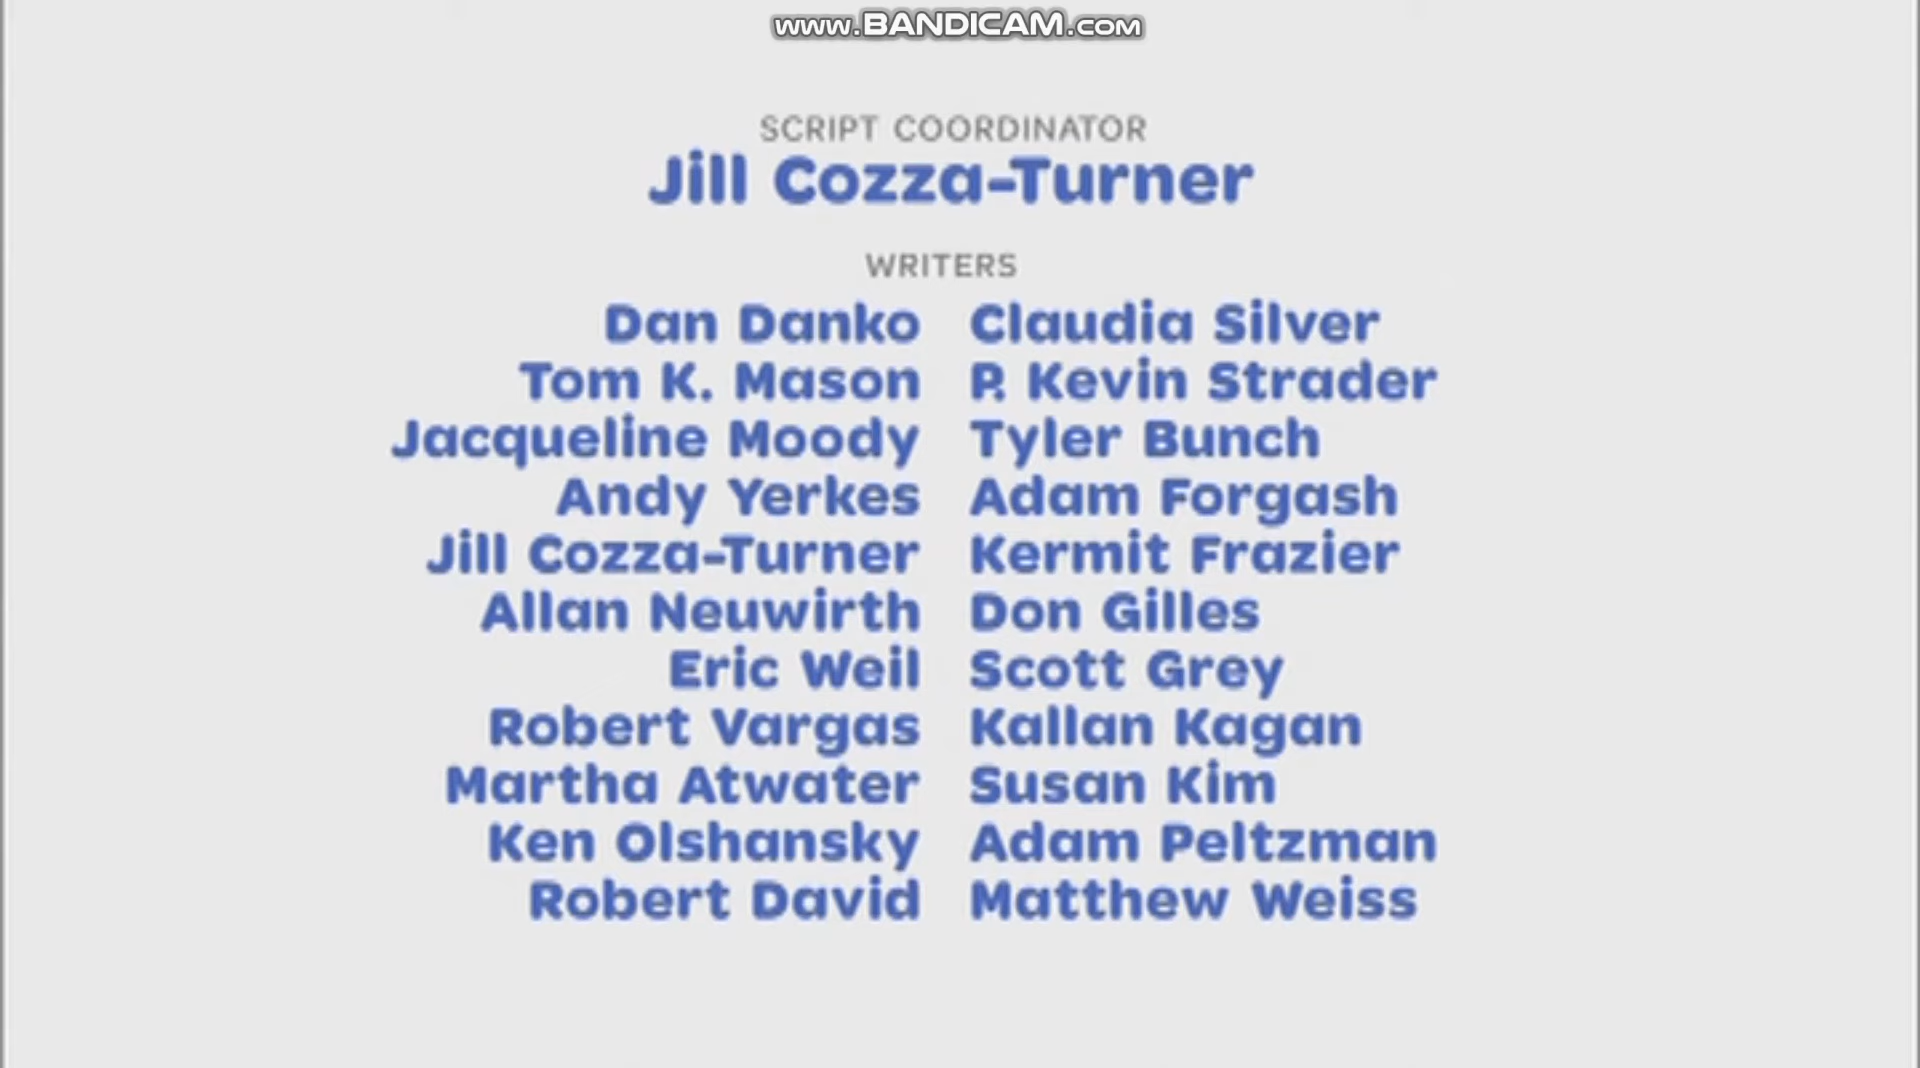 www.BANDICAM.com
SCRIPT COORDINATOR
Jill Cozza-Turner
WRITERS
Dan Danko Claudia Silver
Tom K. Mason P. Kevin Strader
Jacqueline Moody Tyler Bunch
Andy Yerkes Adam Forgash
Jill Cozza-Turner Kermit Frazier
Allan Neuwirth Don Gilles
Eric Weil Scott Grey
Robert Vargas Kallan Kagan
Martha Atwater Susan Kim
Ken Olshansky Adam Peltzman
Robert David Matthew Weiss